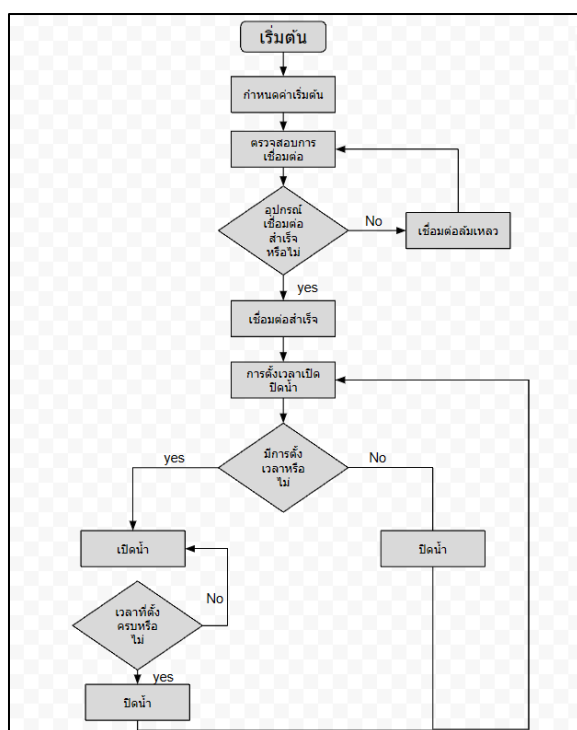 เริ่มต้น
กำหนดค่าเริ่มต้น
ตรวจสอบการ
เชื่อมต่อ
อุปกรณ์
เชื่อมต่อ
สำเร็จ
หรือไม่
No
เชื่อมต่อล้มเหลว
yes
เชื่อมต่อสำเร็จ
การตั้งเวลาเปิด
ปิดน้ำ
มีการตั้ง
เวลาหรือ
ไม่
yes
No
เปิดน้ำ
ปิดน้ำ
เวลาที่ตั้ง
ครบหรือ
ไม่
No
yes
ปิดน้ำ